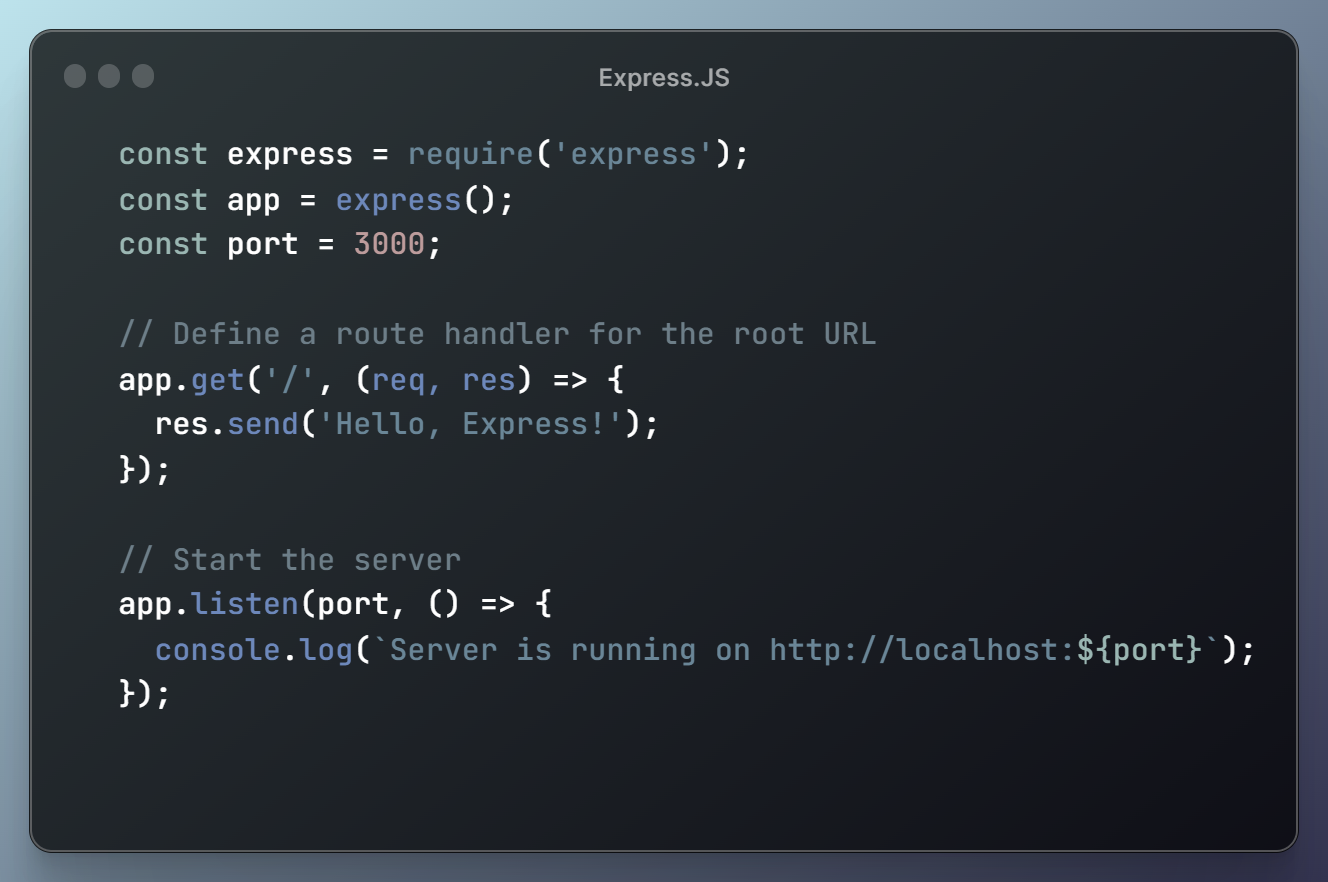 Express.JS
const express = require('express');
const app = express();
const port = 3000;
// Define a route handler for the root URL
app.get('/', (req, res) => {
  res.send('Hello, Express!');
});
// Start the server
app.listen(port, () => {
  console.log(`Server is running on http://localhost:${port}`);
});